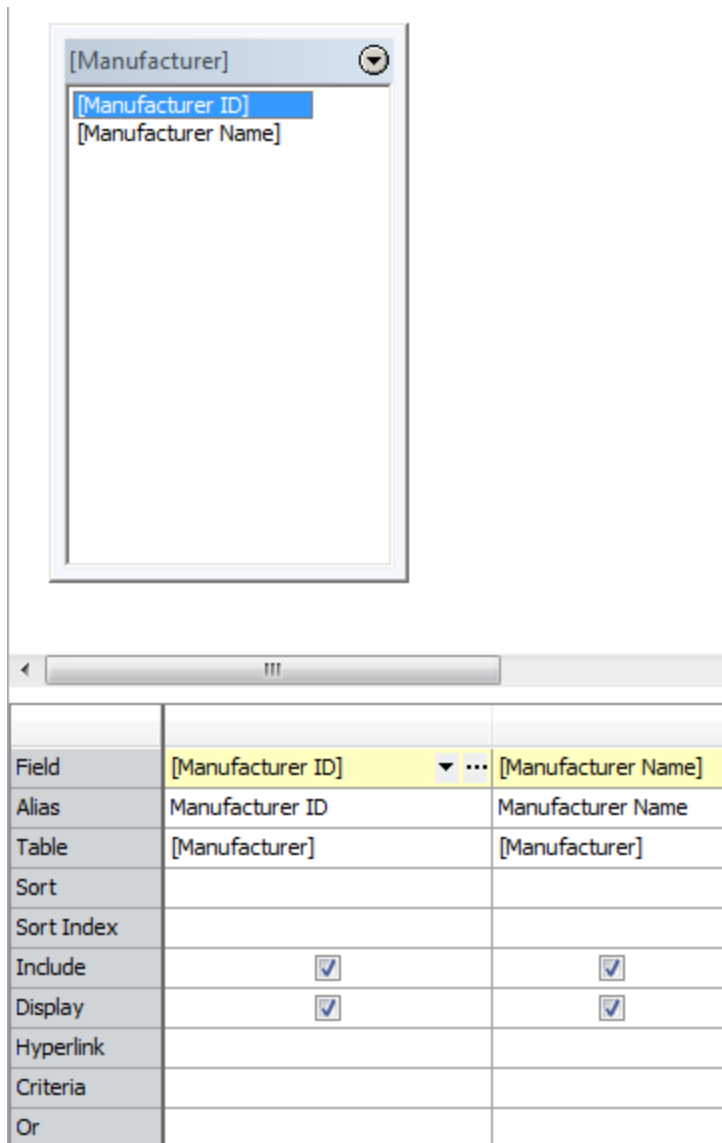 [Manufacturer]
[Manufacturer ID]
[Manufacturer Name]
Field [Manufacturer ID] [Manufacturer Name]
Alias Manufacturer ID Manufacturer Name
Table [Manufacturer] [Manufacturer]
Sort
Sort Index
Include
Display
Hyperlink
Criteria
Or